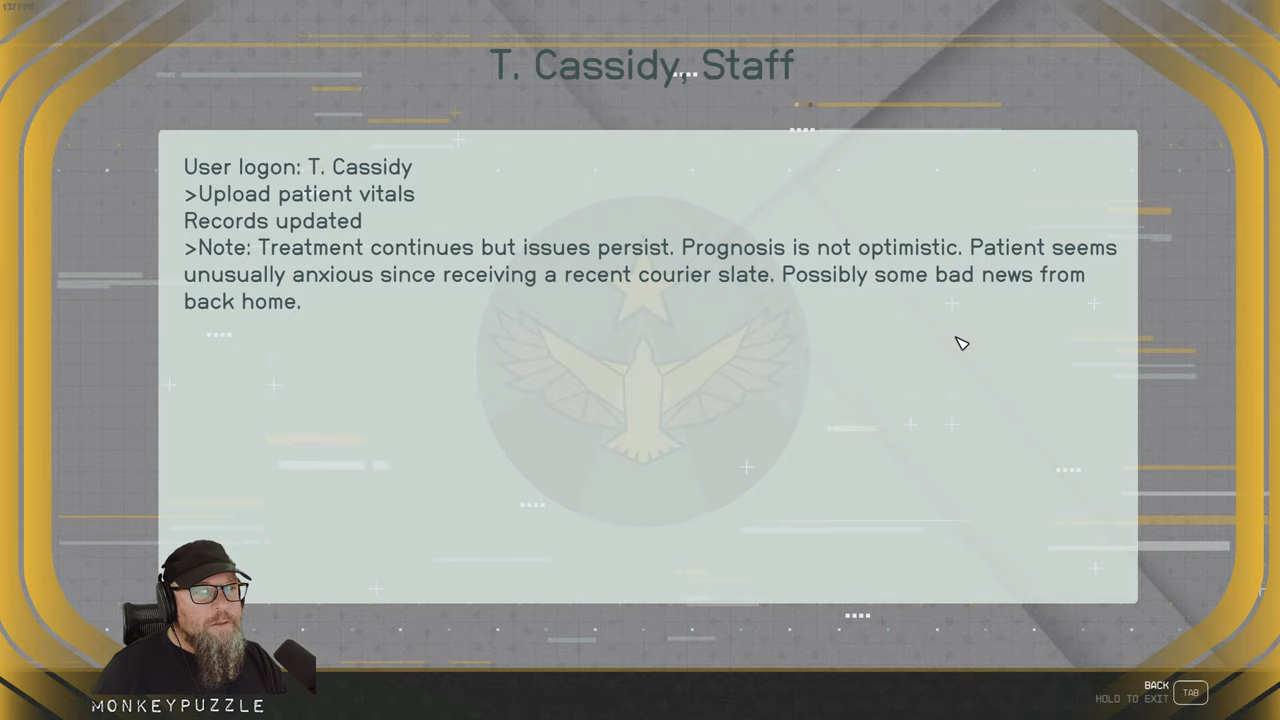 137 FPS
T. Cassidy, Staff
User logon: T. Cassidy
>Upload patient vitals
Records updated
>Note: Treatment continues but issues persist. Prognosis is not optimistic. Patient seems
unusually anxious since receiving a recent courier slate. Possibly some bad news from
back home.
BACK
HOLD TO EXIT
TAB
MONKEYPUZZLE